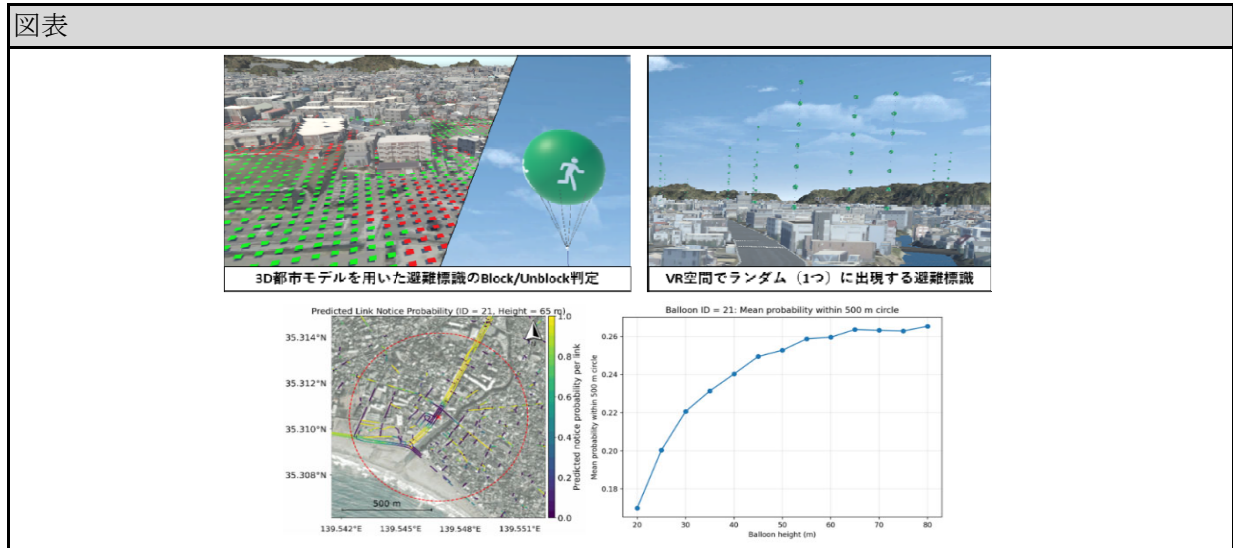 図表
3D都市モデルを用いた避難標識のBlock/Unblock判定
VR空間でランダム（1つ）に出現する避難標識
Predicted Link Notice Probability (ID = 21, Height = 65 m)
35.314°N
35.312°N
35.310°N
35.308°N
500 m
139.542°E
139.545°E
139.548°E
139.551°E
1.0
0.8
0.6
0.4
0.2
0.0
Predicted notice probability per link
Balloon ID = 21: Mean probability within 500 m circle
Mean probability within 500 m circle
0.26
0.24
0.22
0.20
0.18
20
30
40
50
60
70
80
Balloon height (m)